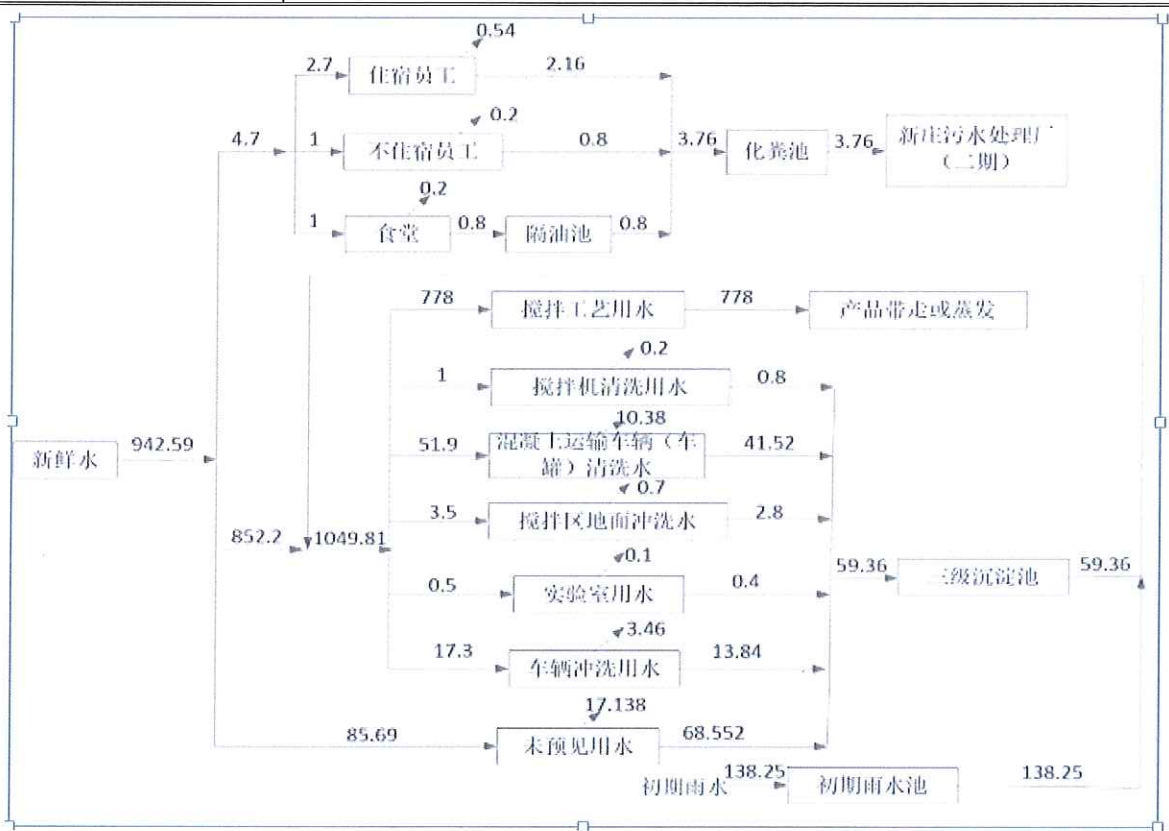 0.54
2.7
住宿员工
2.16
0.2
4.7
1
不住宿员工
0.8
3.76
化粪池
3.76
新庄污水处理厂
（二期）
0.2
1
食堂
0.8
隔油池
0.8
778
搅拌工艺用水
778
产品带走或蒸发
0.2
1
搅拌机清洗用水
0.8
10.38
新鲜水
942.59
51.9
混凝土运输车辆（车
罐）清洗水
41.52
0.7
3.5
搅拌区地面冲洗水
2.8
852.2
1049.81
0.1
59.36
三级沉淀池
59.36
0.5
实验室用水
0.4
3.46
17.3
车辆冲洗用水
13.84
17.138
85.69
未预见用水
68.552
初期雨水
138.25
初期雨水池
138.25